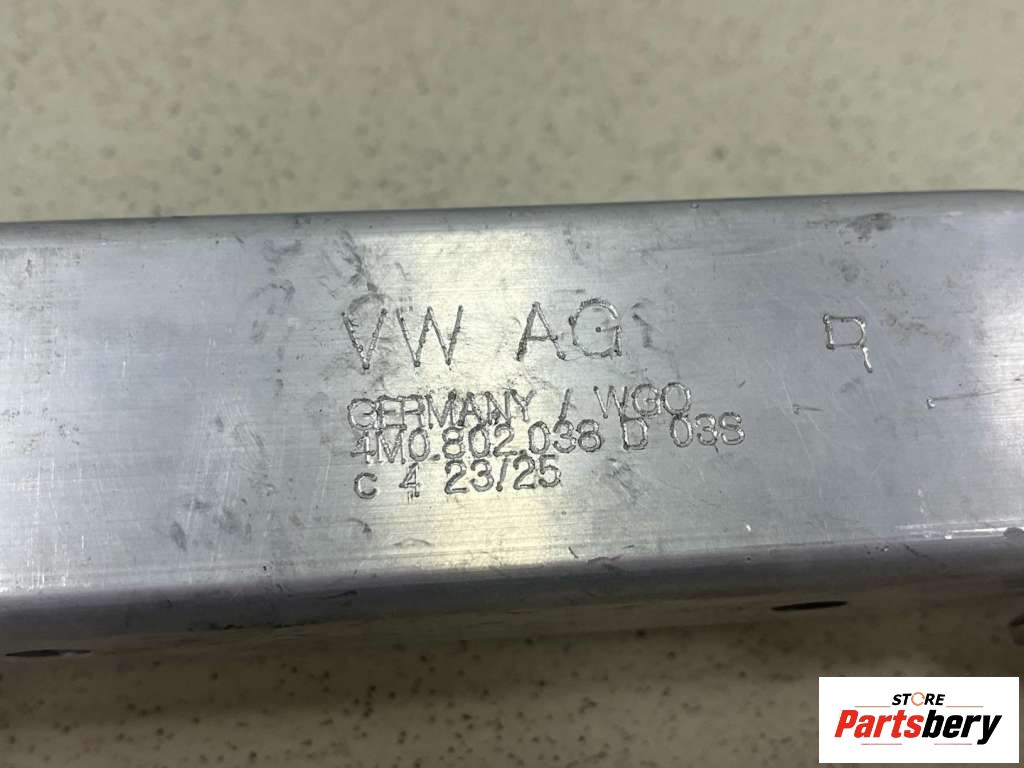 VW AG
D
GERMANY / WGO
4M0.802.038 D 03S
c 4 23/25
STORE
Partsbery